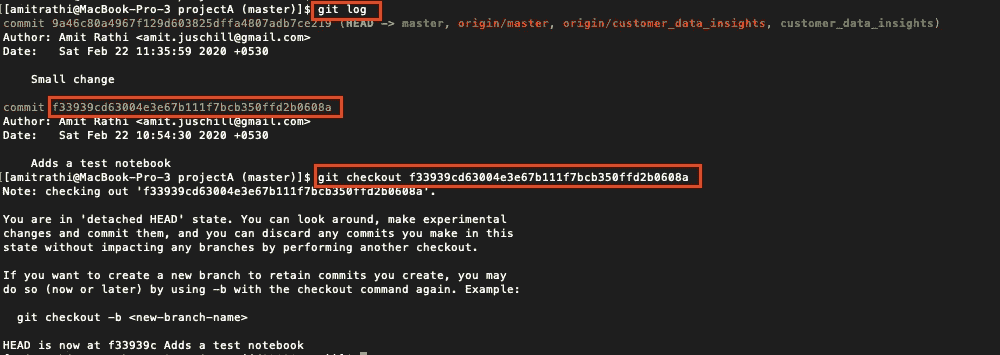 [[amitrathi@MacBook-Pro-3 projectA (master)]$ git log
commit 9a46c80a4967f129d603825dffa4807adb7ce219 (HEAD -> master, origin/master, origin/customer_data_insights, customer_data_insights)
Author: Amit Rathi <amit.juschill@gmail.com>
Date:   Sat Feb 22 11:35:59 2020 +0530
    Small change
commit f33939cd63004e3e67b111f7bcb350ffd2b0608a
Author: Amit Rathi <amit.juschill@gmail.com>
Date:   Sat Feb 22 10:54:30 2020 +0530
    Adds a test notebook
[[amitrathi@MacBook-Pro-3 projectA (master)]$ git checkout f33939cd63004e3e67b111f7bcb350ffd2b0608a
Note: checking out 'f33939cd63004e3e67b111f7bcb350ffd2b0608a'.
You are in 'detached HEAD' state. You can look around, make experimental
changes and commit them, and you can discard any commits you make in this
state without impacting any branches by performing another checkout.
If you want to create a new branch to retain commits you create, you may
do so (now or later) by using -b with the checkout command again. Example:
  git checkout -b <new-branch-name>
HEAD is now at f33939c Adds a test notebook